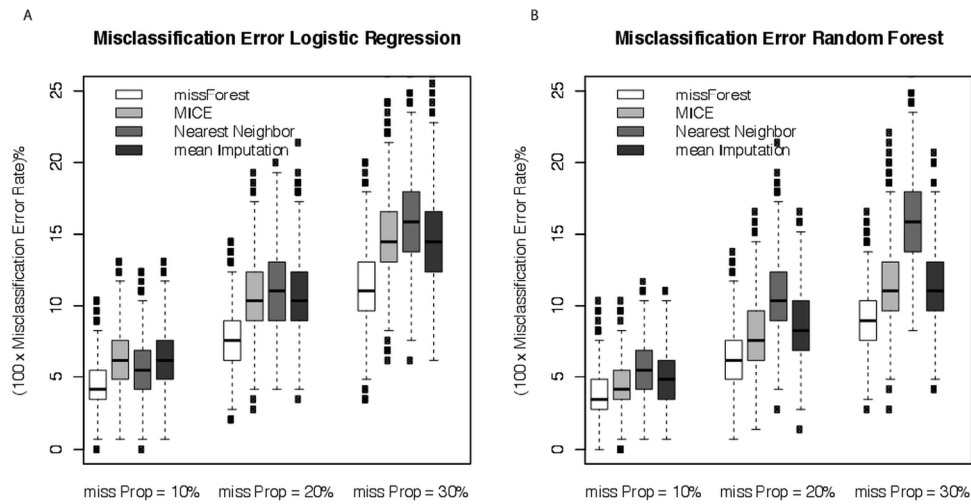 A
Misclassification Error Logistic Regression
(100 x Misclassification Error Rate)%
25
20
15
10
5
0
missForest
MICE
Nearest Neighbor
mean Imputation
miss Prop = 10%
miss Prop = 20%
miss Prop = 30%
B
Misclassification Error Random Forest
(100 x Misclassification Error Rate)%
25
20
15
10
5
0
missForest
MICE
Nearest Neighbor
mean Imputation
miss Prop = 10%
miss Prop = 20%
miss Prop = 30%